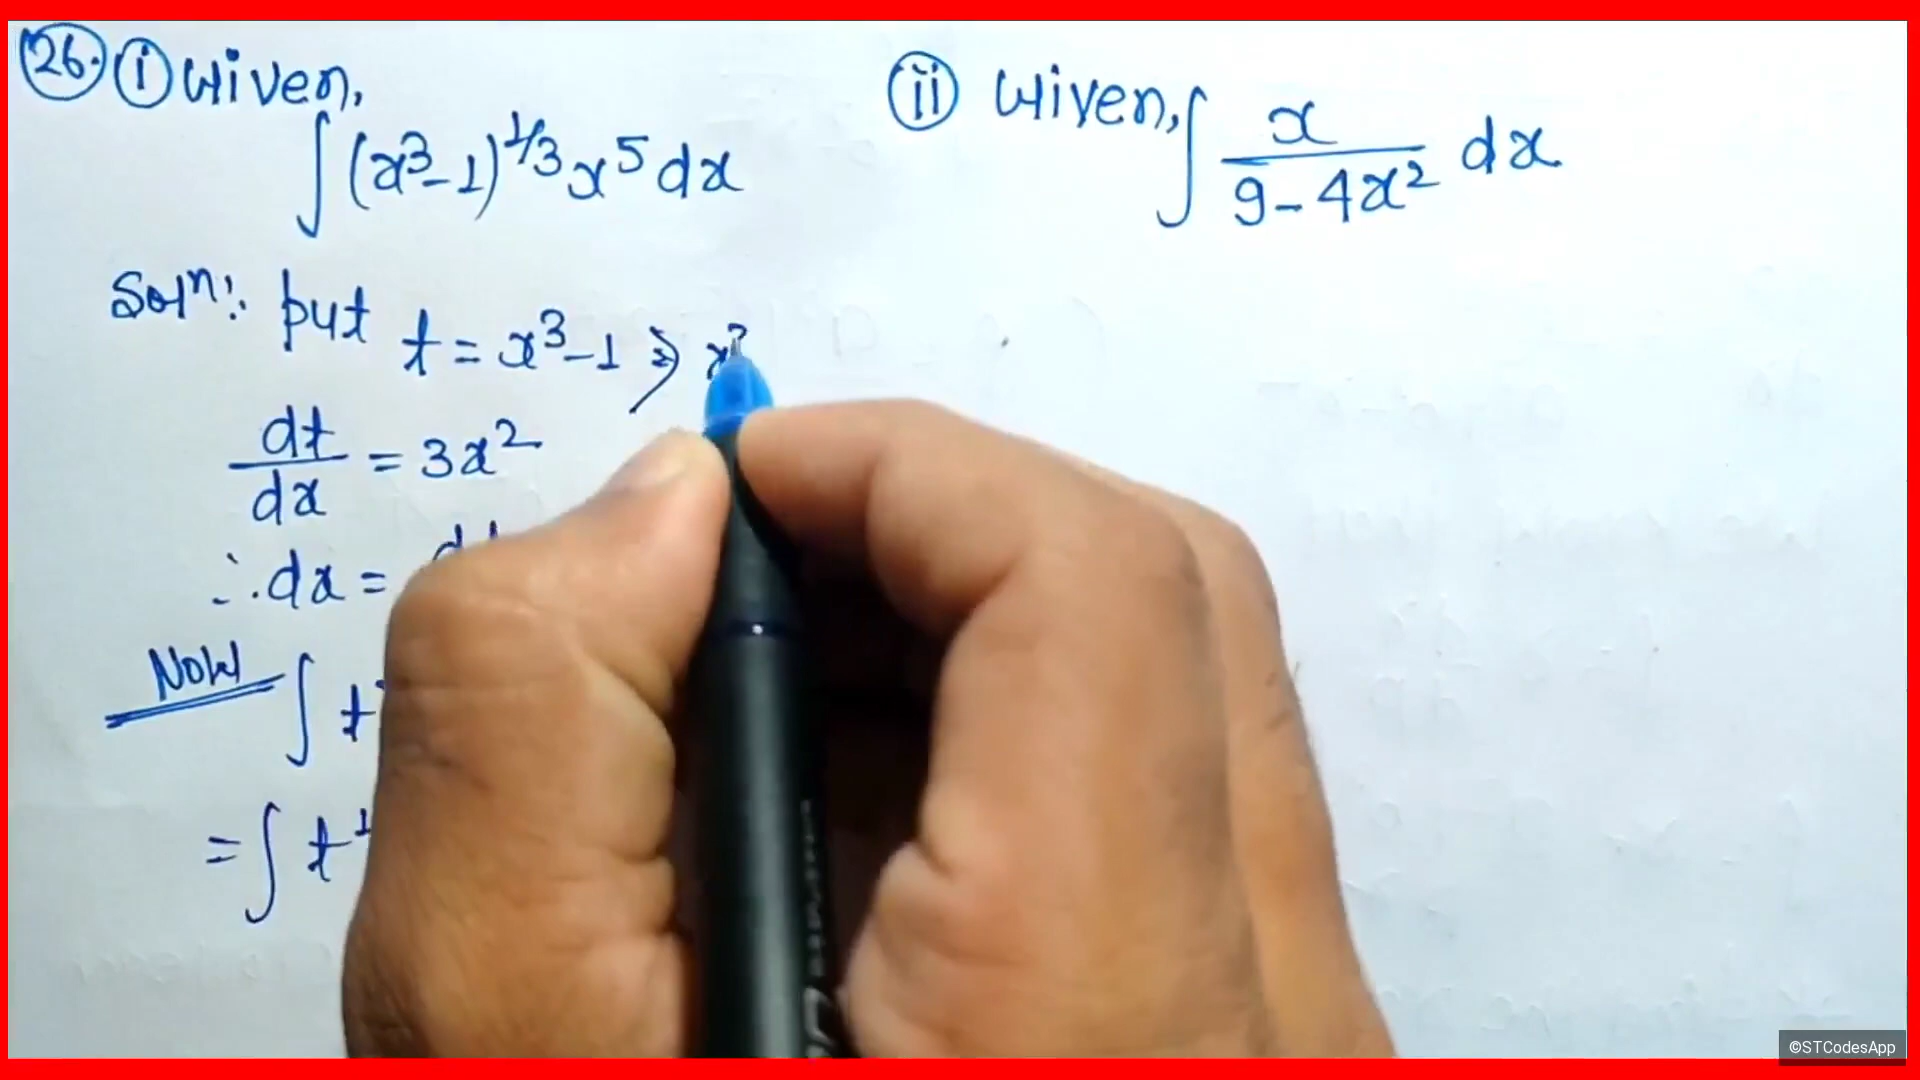 26. i Given,
∫(x³-1)^1/3 x⁵ dx
Solⁿ:. put t = x³-1 ⇒
dt/dx = 3x²
∴ dx =
Now ∫ t
= ∫ t
ii Given, ∫ x/(9-4x²) dx
©STCodesApp